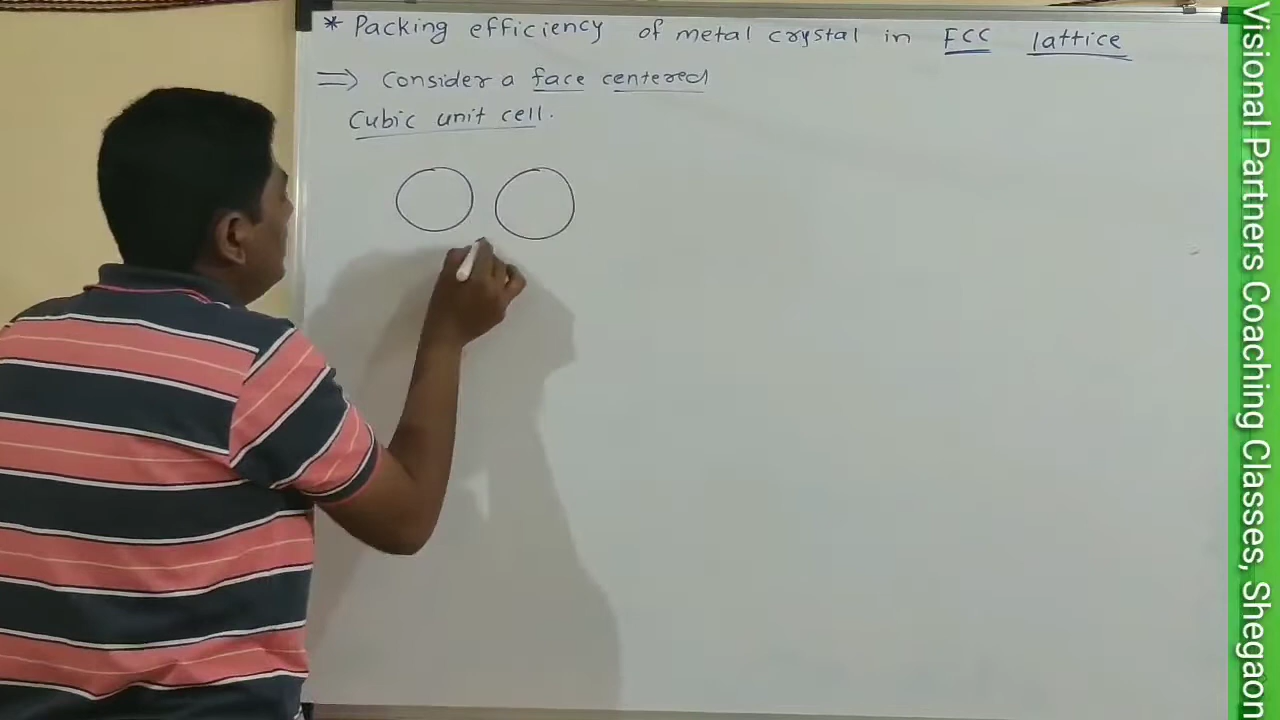 * Packing efficiency of metal crystal in FCC lattice
⇒ Consider a face centered
Cubic unit cell.
Visional Partners Coaching Classes, Shegaon